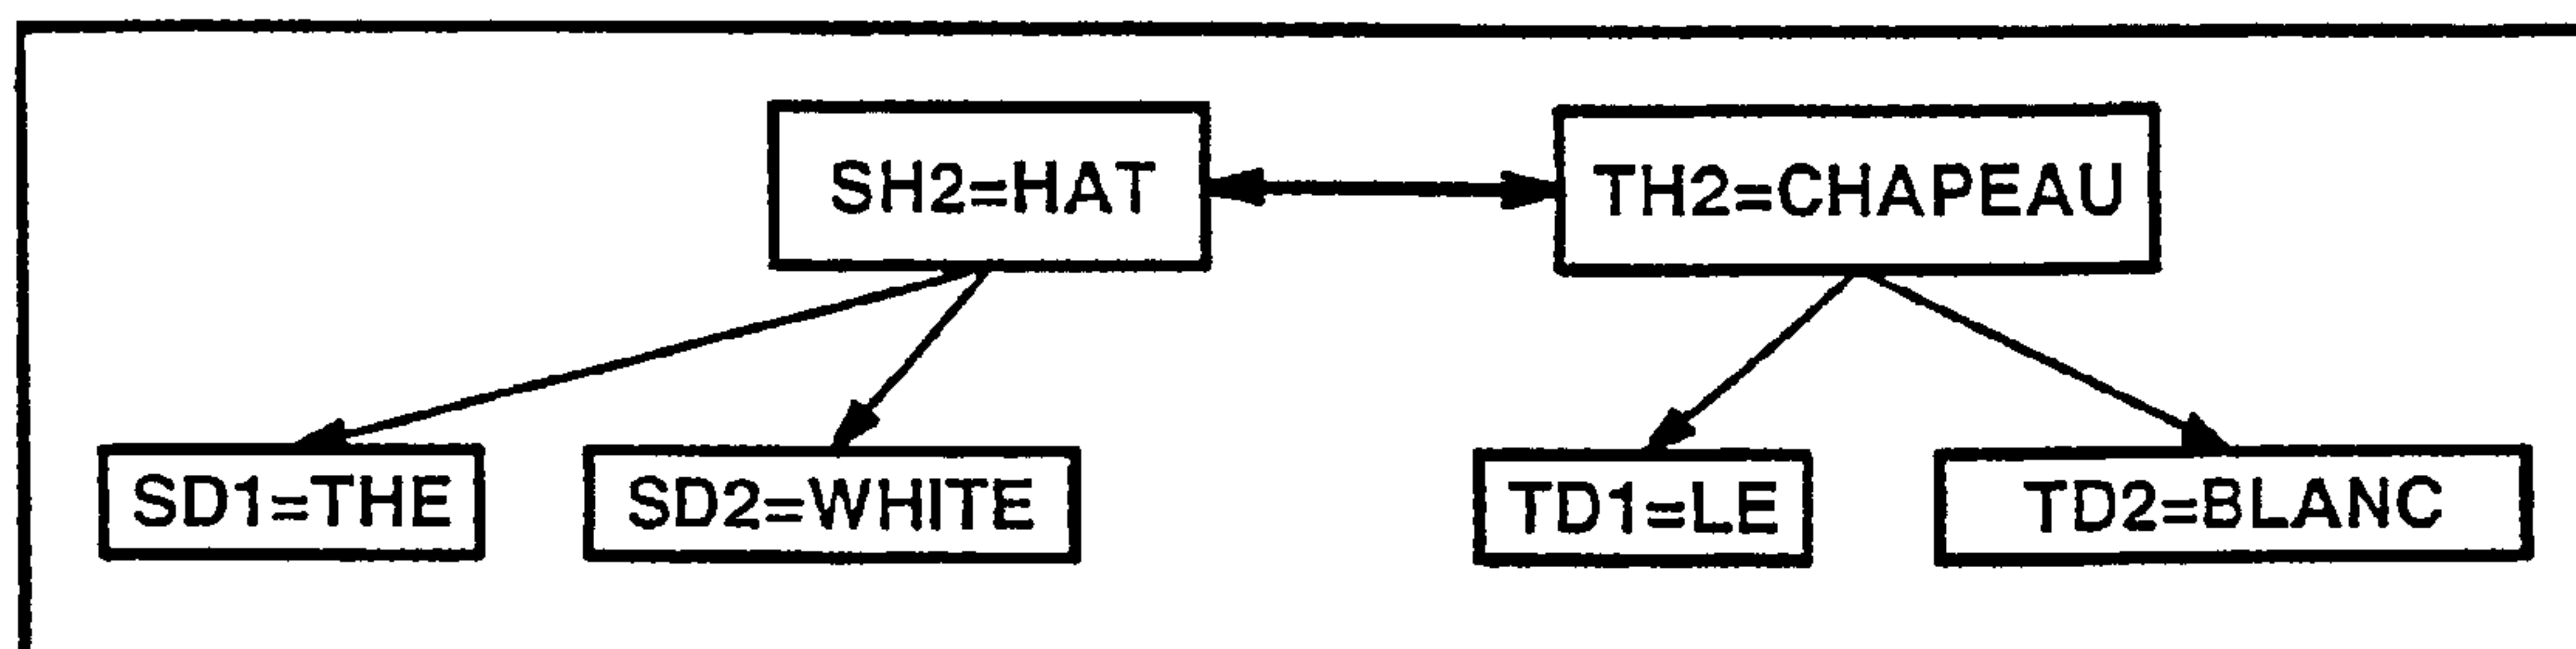 SH2=HAT
TH2=CHAPEAU
SD1=THE
SD2=WHITE
TD1=LE
TD2=BLANC